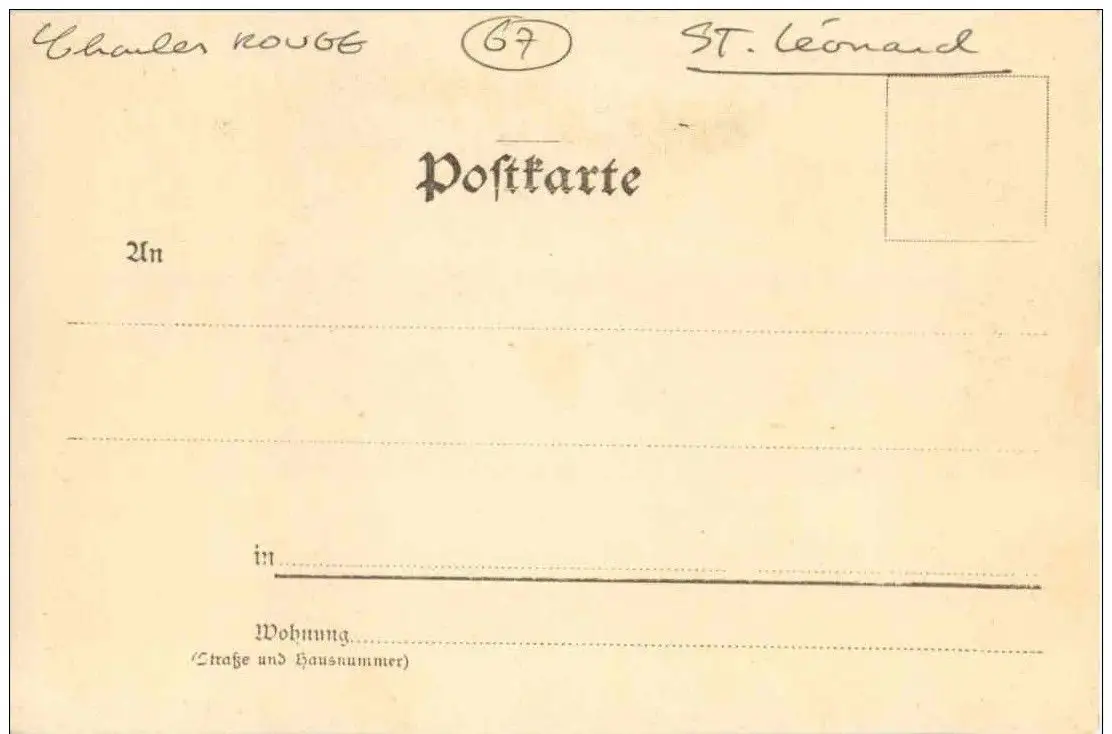 Charles ROUGE 67 ST. Léonard
Postkarte
An
in
Wohnung
(Straße und Hausnummer)